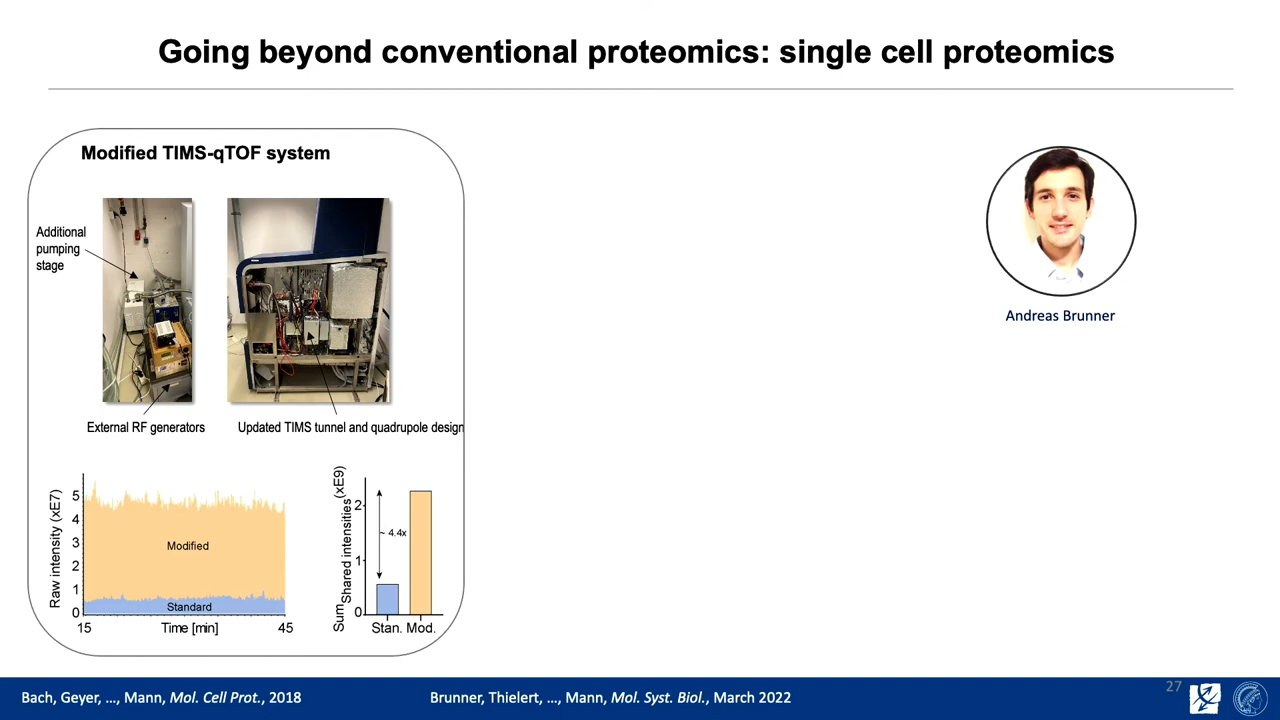 Going beyond conventional proteomics: single cell proteomics
Modified TIMS-qTOF system
Additional
pumping
stage
External RF generators
Updated TIMS tunnel and quadrupole design
Raw intensity (xE7)
5
4
3
2
1
0
Modified
Standard
15
Time [min]
45
Sum Shared intensities (xE9)
2
1
0
~ 4.4x
Stan. Mod.
Andreas Brunner
Bach, Geyer, ..., Mann, Mol. Cell Prot., 2018
Brunner, Thielert, ..., Mann, Mol. Syst. Biol., March 2022
27